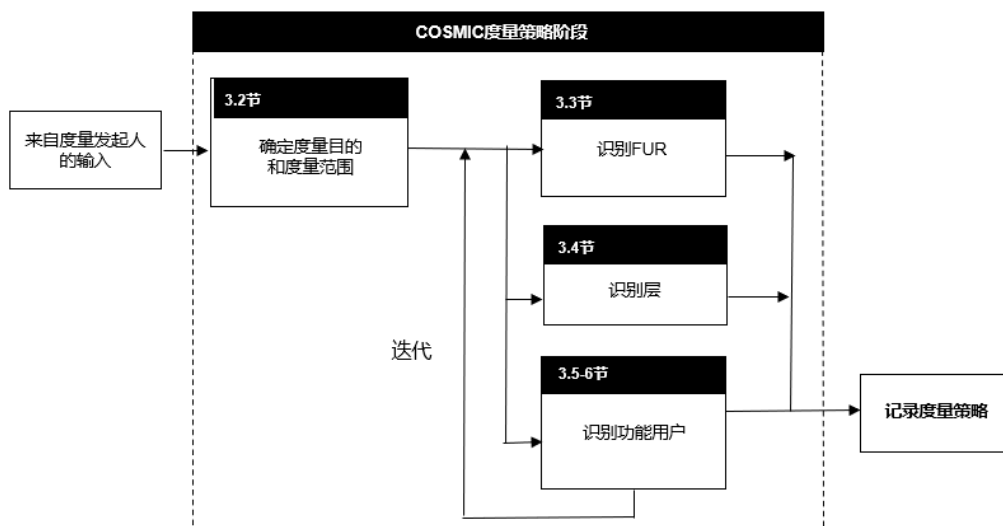 COSMIC度量策略阶段
来自度量发起人
的输入
3.2节
确定度量目的
和度量范围
3.3节
识别FUR
3.4节
识别层
迭代
3.5-6节
识别功能用户
记录度量策略